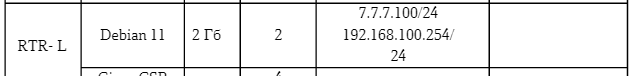 RTR- L
Debian 11
2 Гб
2
7.7.7.100/24
192.168.100.254/
24